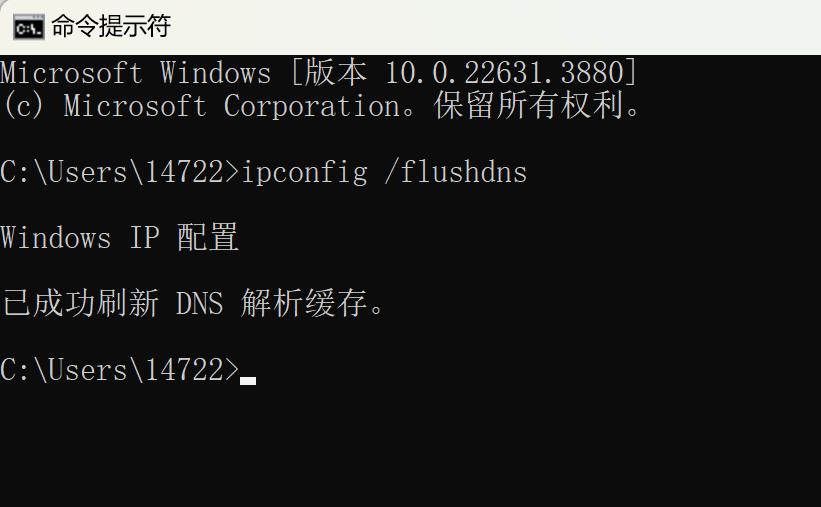 命令提示符
Microsoft Windows [版本 10.0.22631.3880]
(c) Microsoft Corporation。保留所有权利。
C:\Users\14722>ipconfig /flushdns
Windows IP 配置
已成功刷新 DNS 解析缓存。
C:\Users\14722>